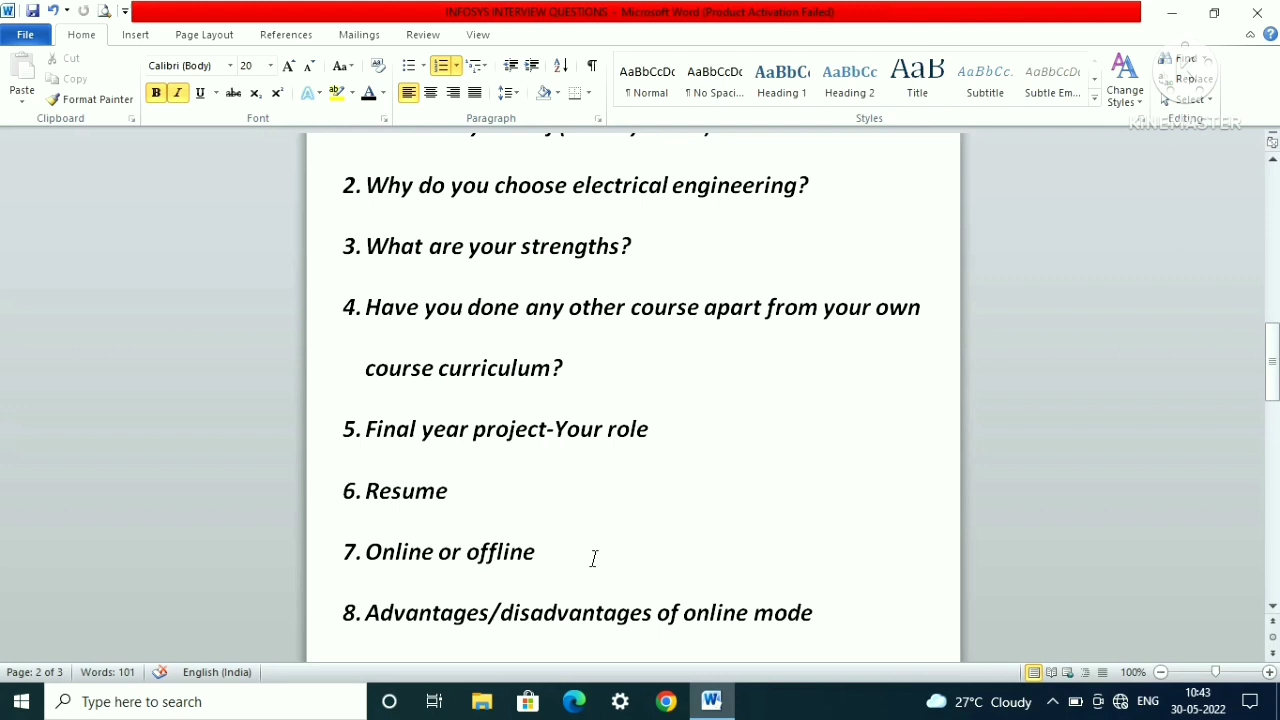 INFOSYS INTERVIEW QUESTIONS - Microsoft Word (Product Activation Failed)
File Home Insert Page Layout References Mailings Review View
Cut
Copy
Format Painter
Paste
Clipboard
Calibri (Body) 20
Font
Paragraph
AaBbCcDc AaBbCcDc AaBbCc AaBbCc AaB AaBbCc. AaBbCcDc
¶ Normal ¶ No Spaci... Heading 1 Heading 2 Title Subtitle Subtle Em...
Styles
Change
Styles
Find
Replace
Select
Editing
KINEMASTER
2. Why do you choose electrical engineering?
3. What are your strengths?
4. Have you done any other course apart from your own
course curriculum?
5. Final year project-Your role
6. Resume
7. Online or offline
8. Advantages/disadvantages of online mode
Page: 2 of 3 Words: 101 English (India) 100%
Type here to search
27°C Cloudy ENG 10:43
30-05-2022